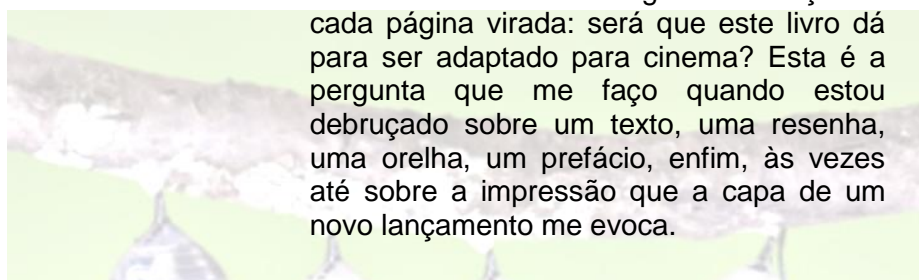 cada página virada: será que este livro dá
para ser adaptado para cinema? Esta é a
pergunta que me faço quando estou
debruçado sobre um texto, uma resenha,
uma orelha, um prefácio, enfim, às vezes
até sobre a impressão que a capa de um
novo lançamento me evoca.